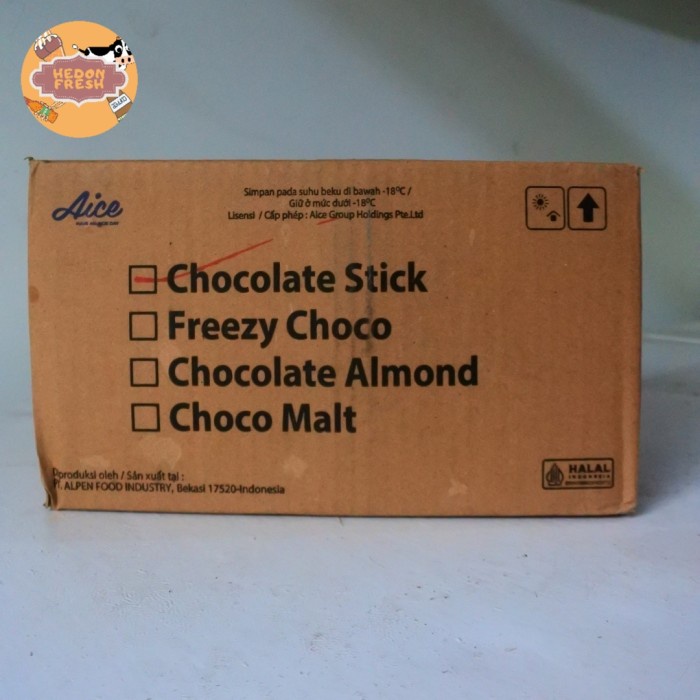 HEDON
FRESH
Aice
Simpan pada suhu beku di bawah -18°C /
Giữ ở mức dưới -18°C
Lisensi / Cấp phép : Aice Group Holdings Pte.Ltd
Chocolate Stick
Freezy Choco
Chocolate Almond
Choco Malt
Diproduksi oleh / Sản xuất tại :
PT. ALPEN FOOD INDUSTRY, Bekasi 17520-Indonesia
HALAL
INDONESIA